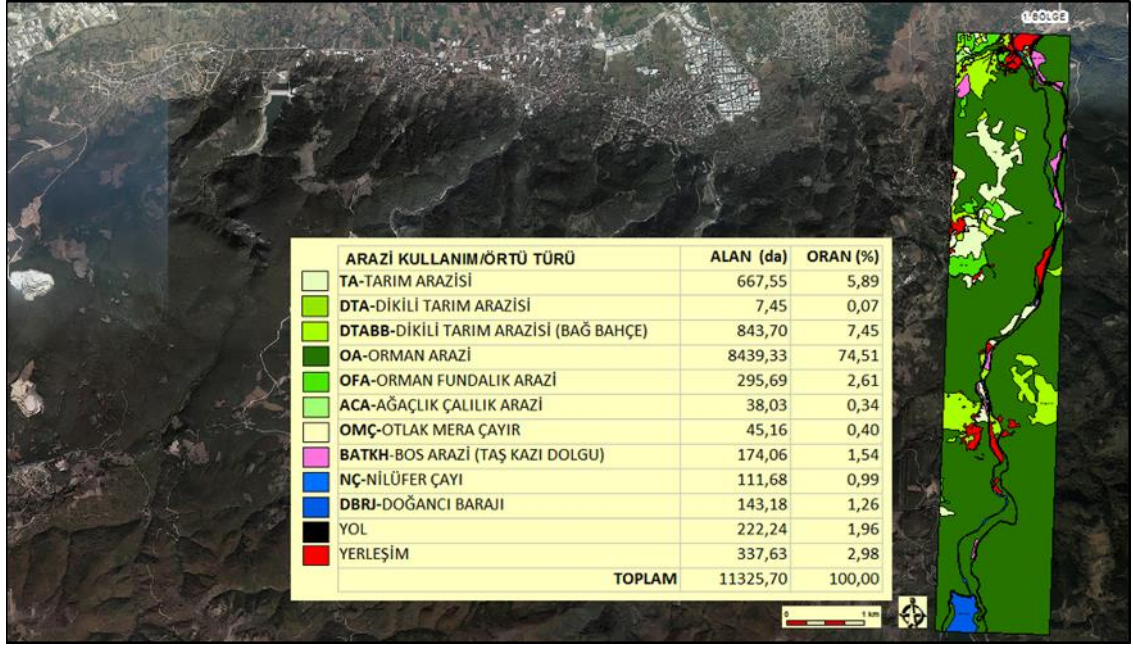 1.BÖLGE
ARAZİ KULLANIM/ÖRTÜ TÜRÜ ALAN (da) ORAN (%)
TA-TARIM ARAZİSİ 667,55 5,89
DTA-DİKİLİ TARIM ARAZİSİ 7,45 0,07
DTABB-DİKİLİ TARIM ARAZİSİ (BAĞ BAHÇE) 843,70 7,45
OA-ORMAN ARAZİ 8439,33 74,51
OFA-ORMAN FUNDALIK ARAZİ 295,69 2,61
ACA-AĞAÇLIK ÇALILIK ARAZİ 38,03 0,34
OMÇ-OTLAK MERA ÇAYIR 45,16 0,40
BATKH-BOS ARAZİ (TAŞ KAZI DOLGU) 174,06 1,54
NÇ-NİLÜFER ÇAYI 111,68 0,99
DBRJ-DOĞANCI BARAJI 143,18 1,26
YOL 222,24 1,96
YERLEŞİM 337,63 2,98
TOPLAM 11325,70 100,00
0 1 km